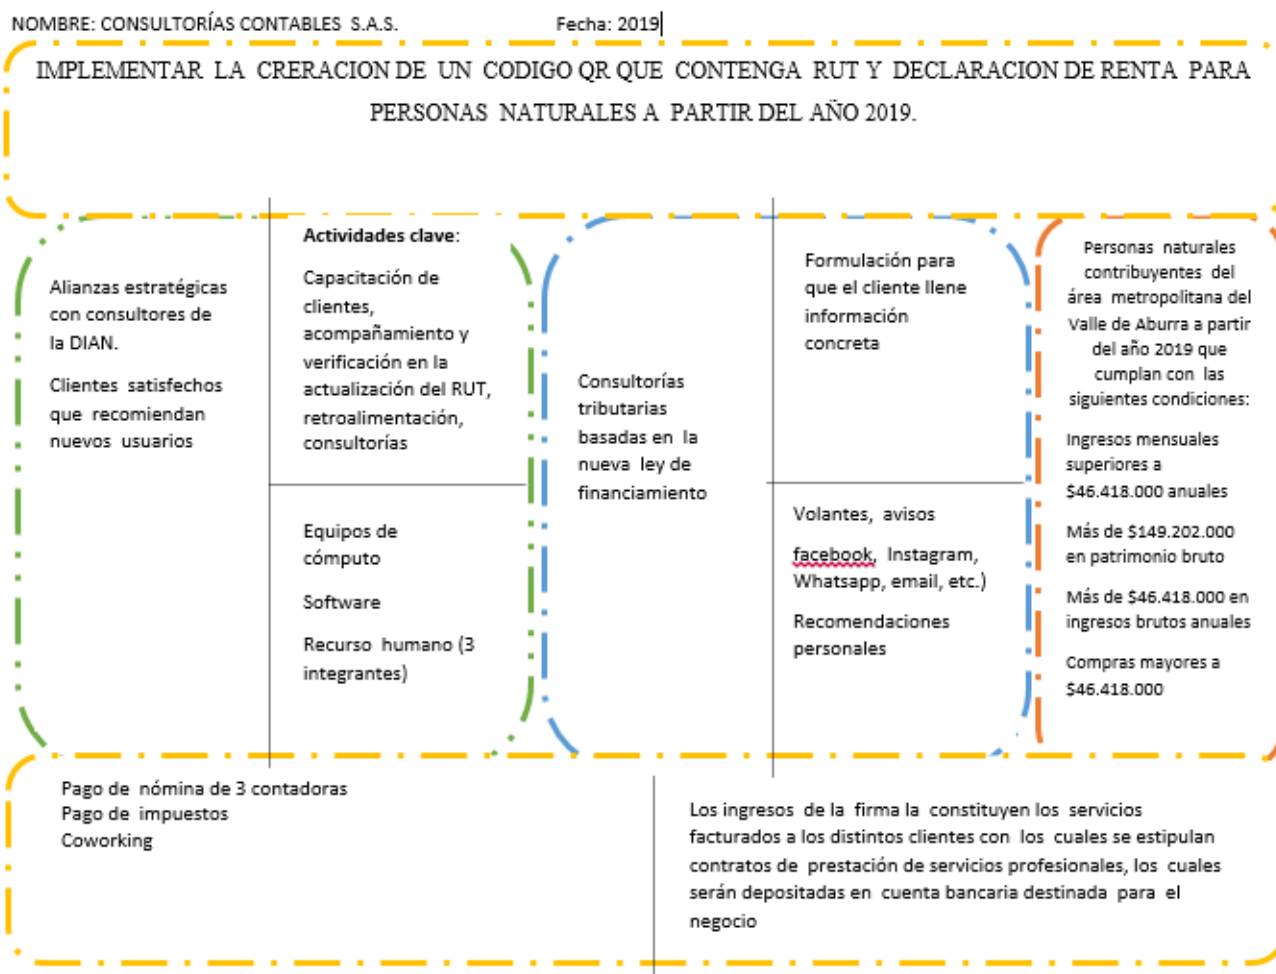 NOMBRE: CONSULTORÍAS CONTABLES S.A.S. Fecha: 2019
IMPLEMENTAR LA CRERACION DE UN CODIGO QR QUE CONTENGA RUT Y DECLARACION DE RENTA PARA
PERSONAS NATURALES A PARTIR DEL AÑO 2019.
Alianzas estratégicas
con consultores de
la DIAN.
Clientes satisfechos
que recomiendan
nuevos usuarios
Actividades clave:
Capacitación de
clientes,
acompañamiento y
verificación en la
actualización del RUT,
retroalimentación,
consultorías
Equipos de
cómputo
Software
Recurso humano (3
integrantes)
Consultorías
tributarias
basadas en la
nueva ley de
financiamiento
Formulación para
que el cliente llene
información
concreta
Volantes, avisos
facebook, Instagram,
Whatsapp, email, etc.)
Recomendaciones
personales
Personas naturales
contribuyentes del
área metropolitana del
Valle de Aburra a partir
del año 2019 que
cumplan con las
siguientes condiciones:
Ingresos mensuales
superiores a
$46.418.000 anuales
Más de $149.202.000
en patrimonio bruto
Más de $46.418.000 en
ingresos brutos anuales
Compras mayores a
$46.418.000
Pago de nómina de 3 contadoras
Pago de impuestos
Coworking
Los ingresos de la firma la constituyen los servicios
facturados a los distintos clientes con los cuales se estipulan
contratos de prestación de servicios profesionales, los cuales
serán depositadas en cuenta bancaria destinada para el
negocio